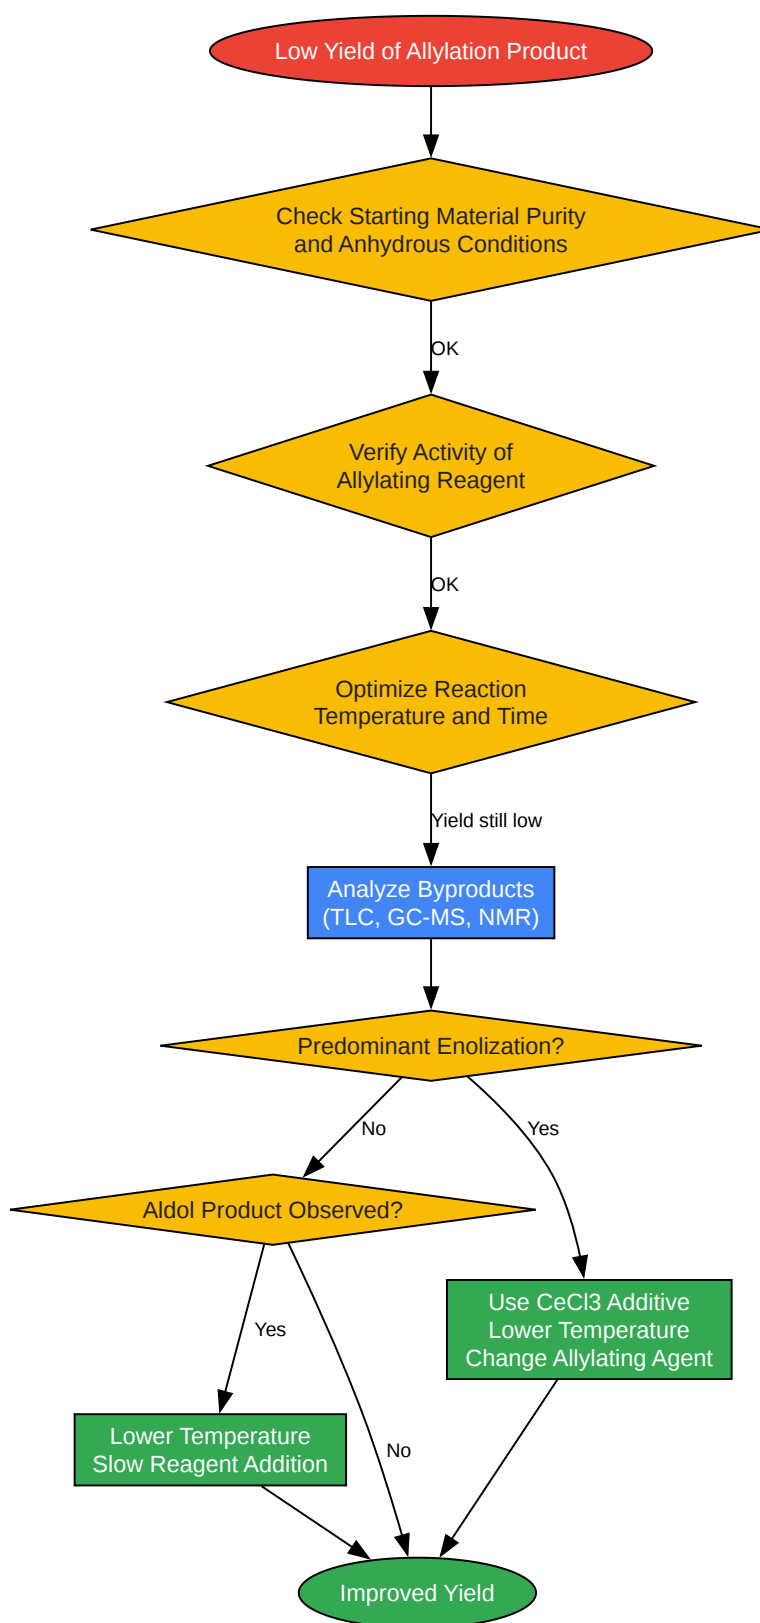 Low Yield of Allylation Product
Check Starting Material Purity
and Anhydrous Conditions
OK
Verify Activity of
Allylating Reagent
OK
Optimize Reaction
Temperature and Time
Yield still low
Analyze Byproducts
(TLC, GC-MS, NMR)
Predominant Enolization?
No
Yes
Aldol Product Observed?
Use CeCl3 Additive
Lower Temperature
Change Allylating Agent
Yes
Lower Temperature
Slow Reagent Addition
No
Improved Yield